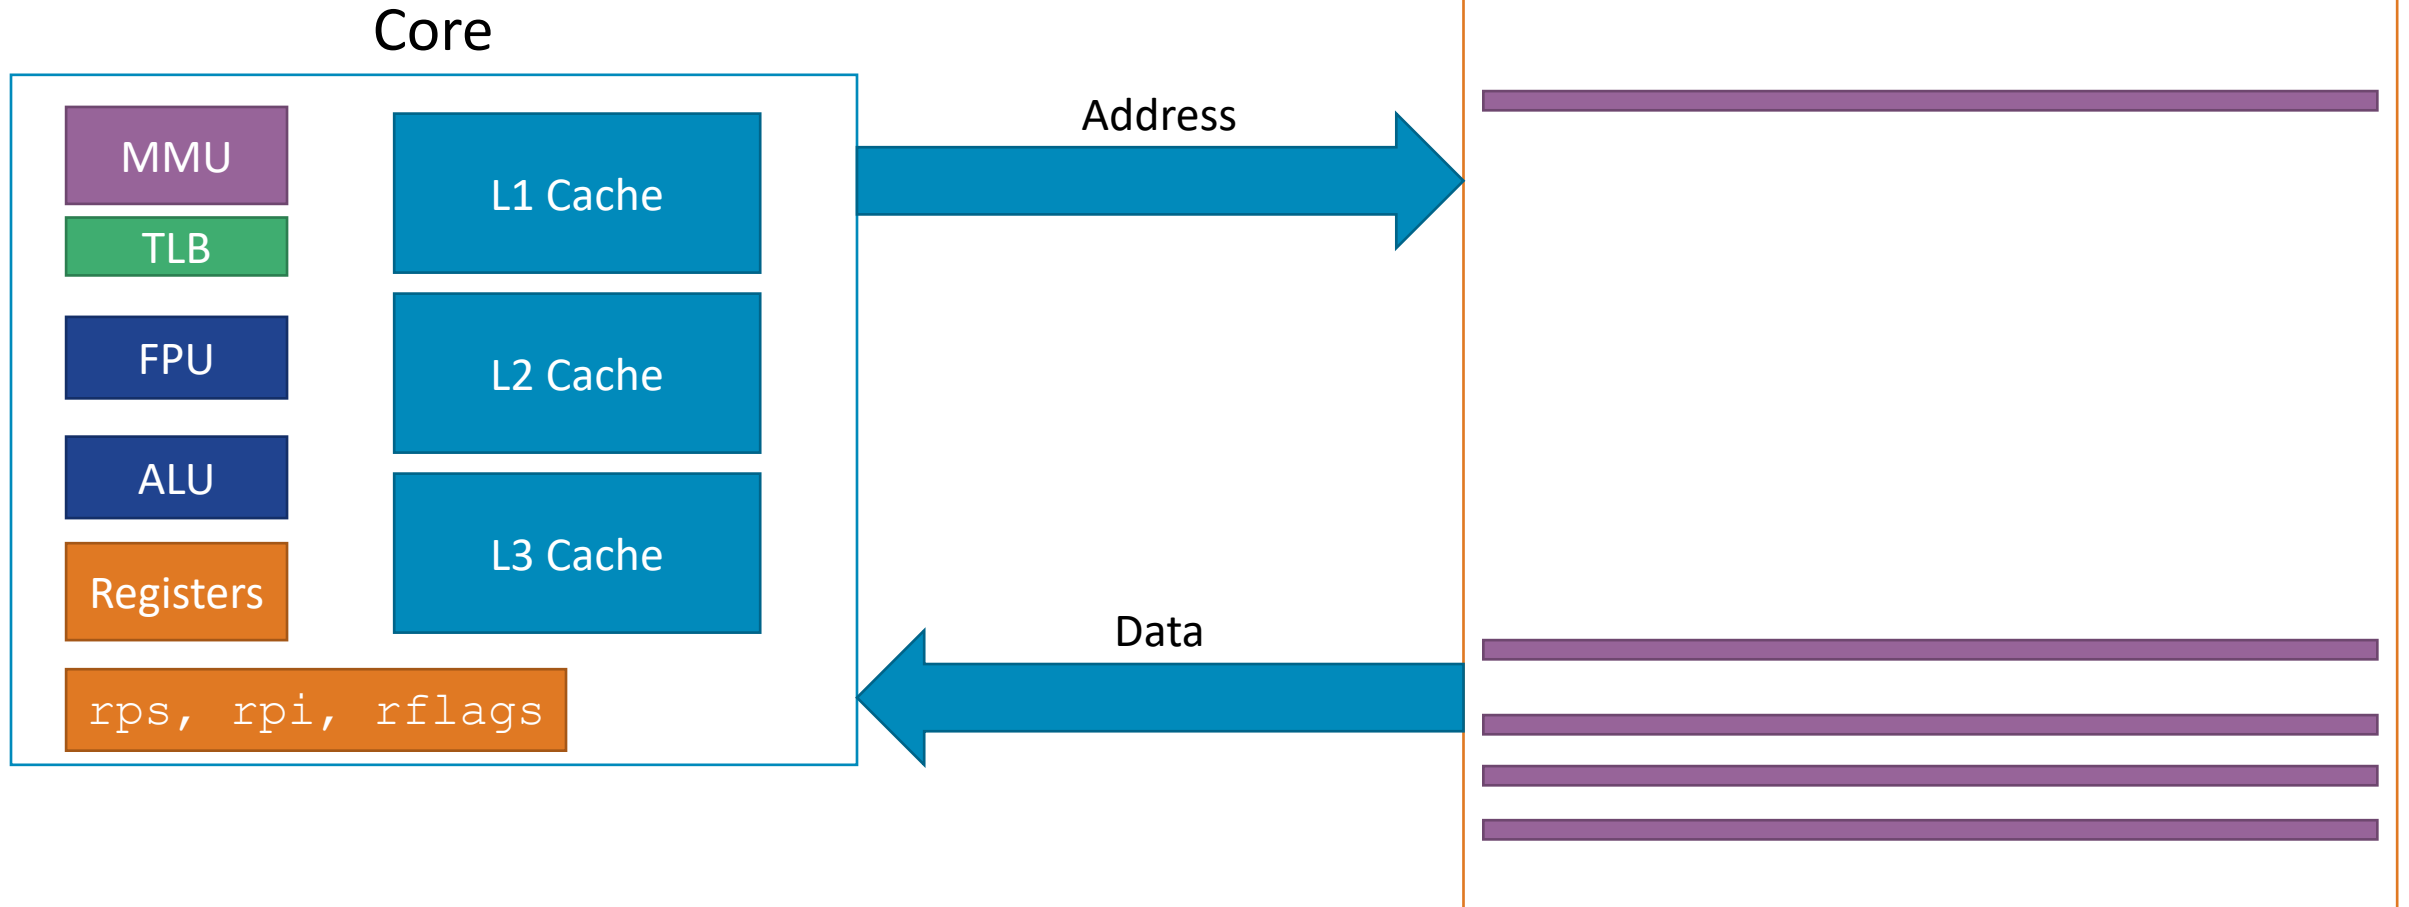 Core
MMU
TLB
FPU
ALU
Registers
rps, rpi, rflags
L1 Cache
L2 Cache
L3 Cache
Address
Data